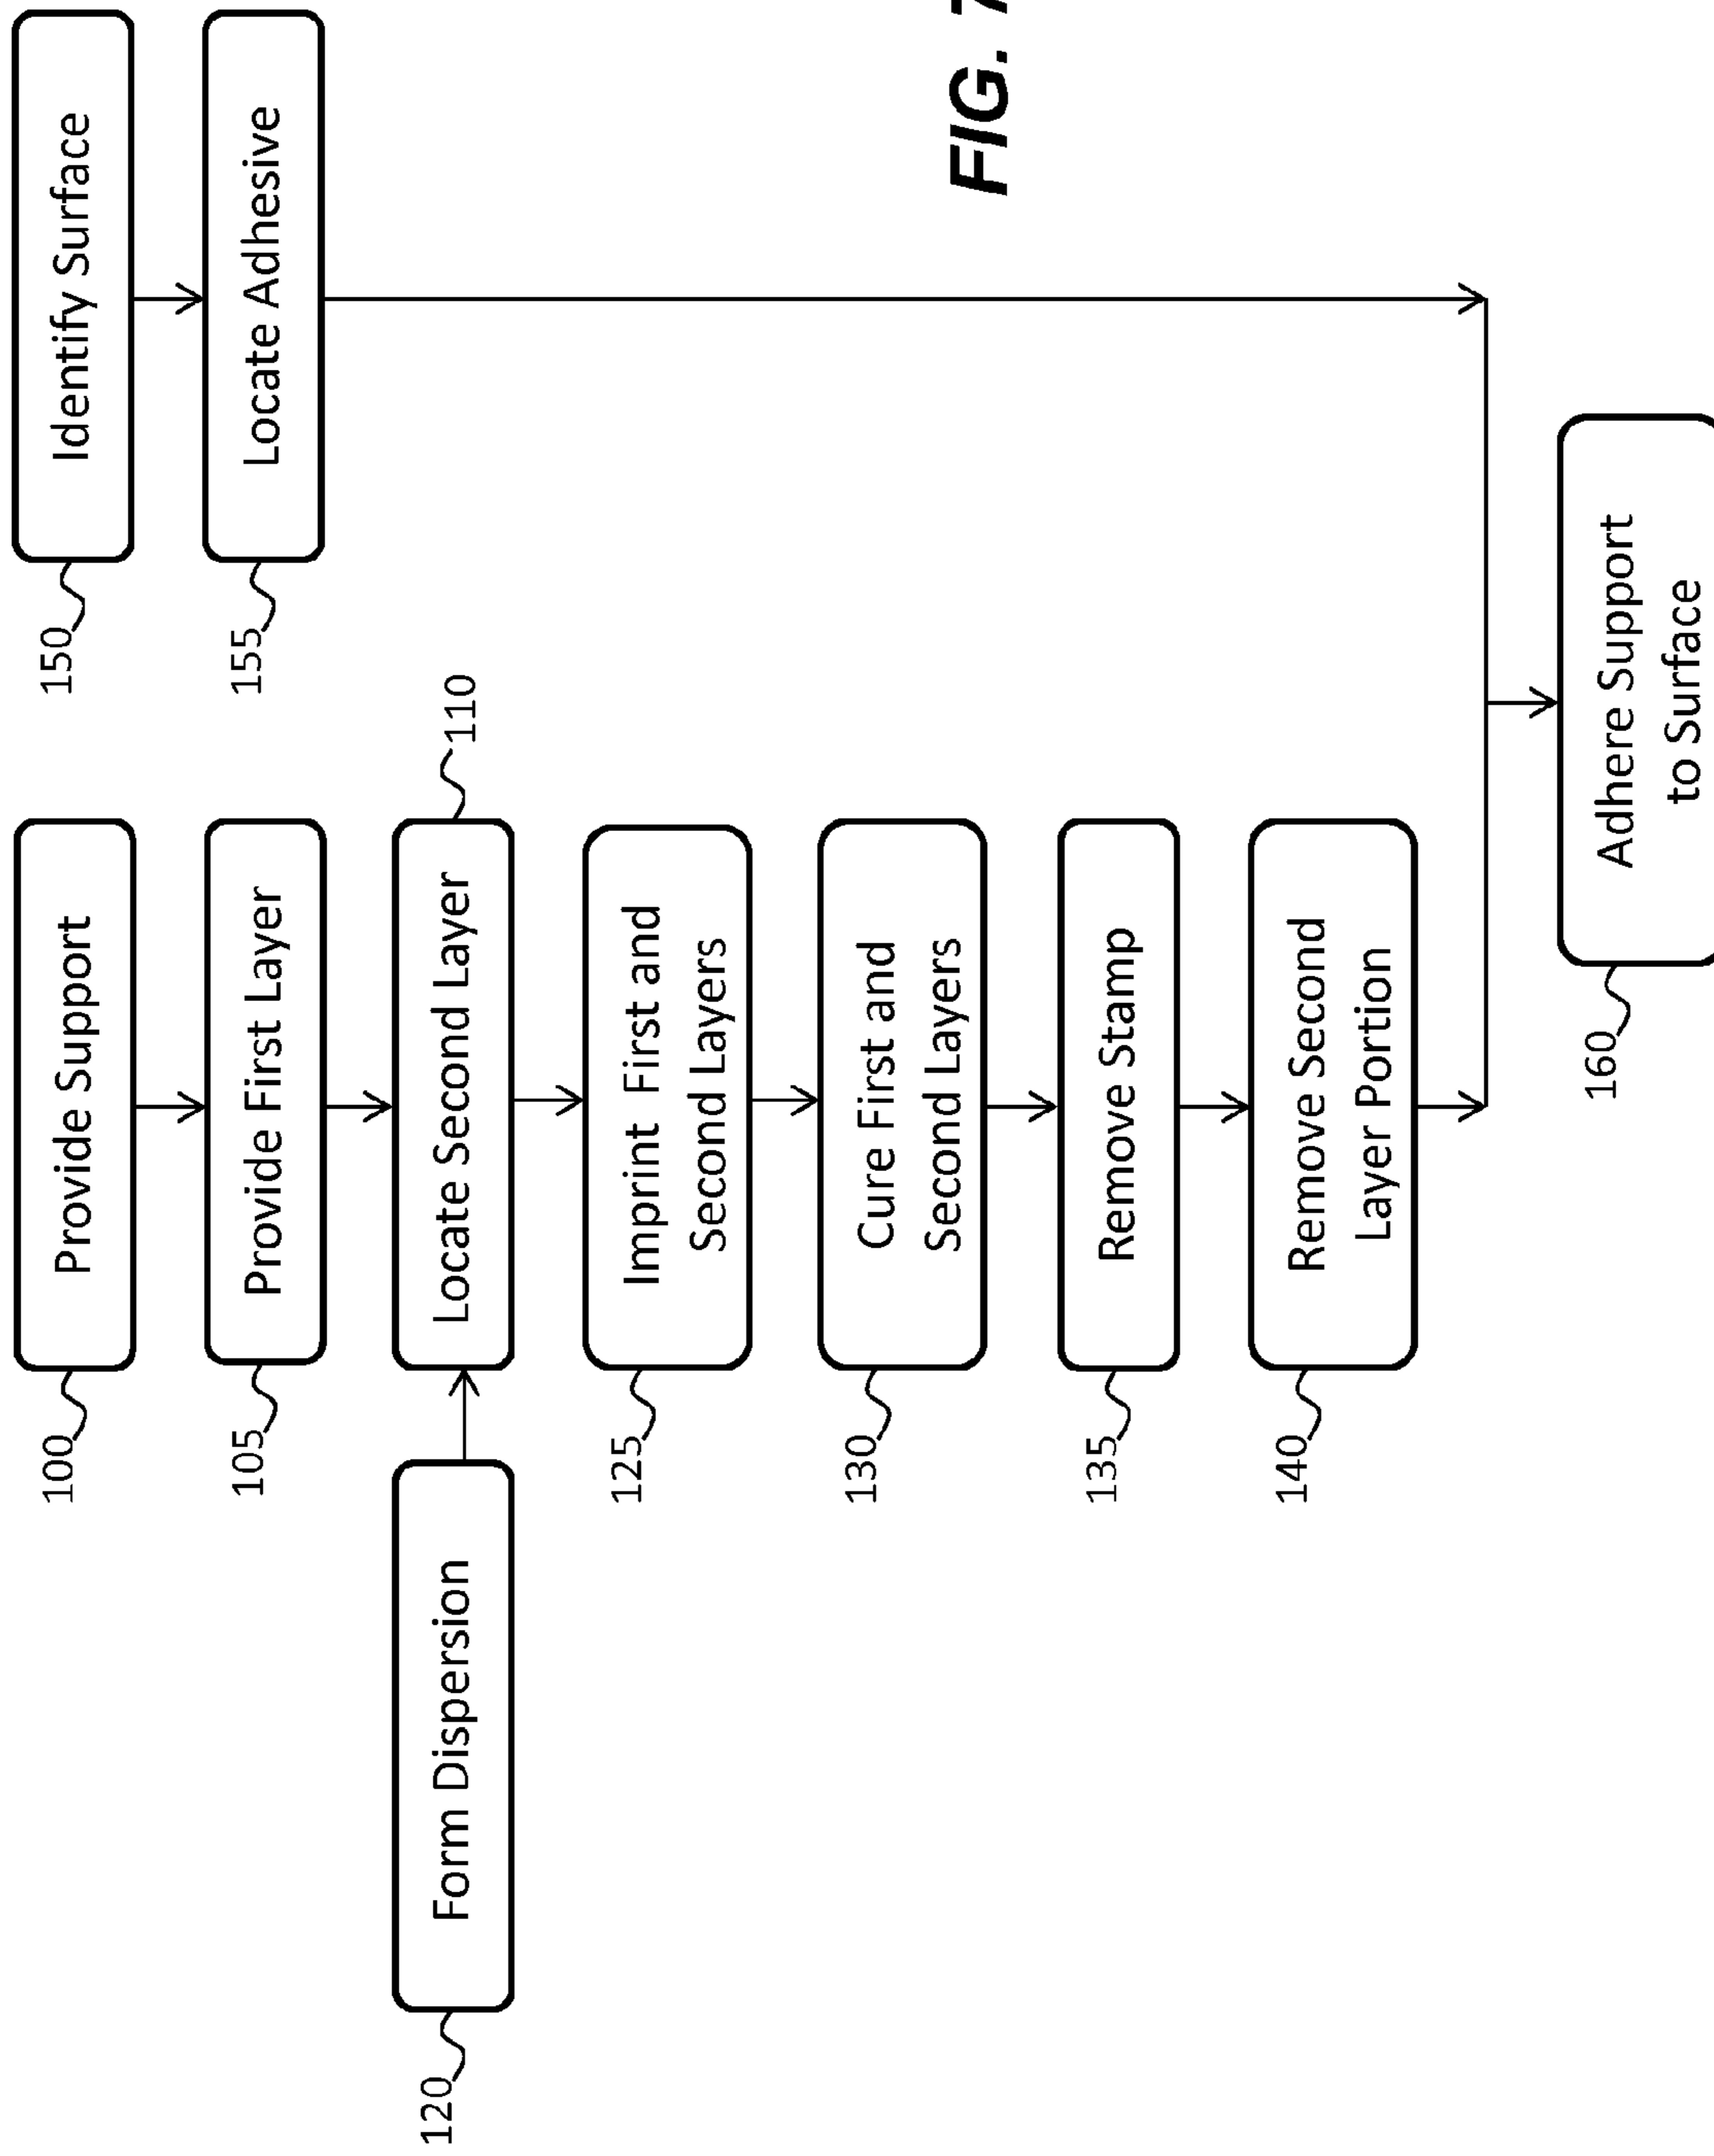 100
Provide Support
105
Provide First Layer
120
Form Dispersion
Locate Second Layer
110
125
Imprint First and
Second Layers
130
Cure First and
Second Layers
135
Remove Stamp
140
Remove Second
Layer Portion
150
Identify Surface
155
Locate Adhesive
160
Adhere Support
to Surface
FIG. 7